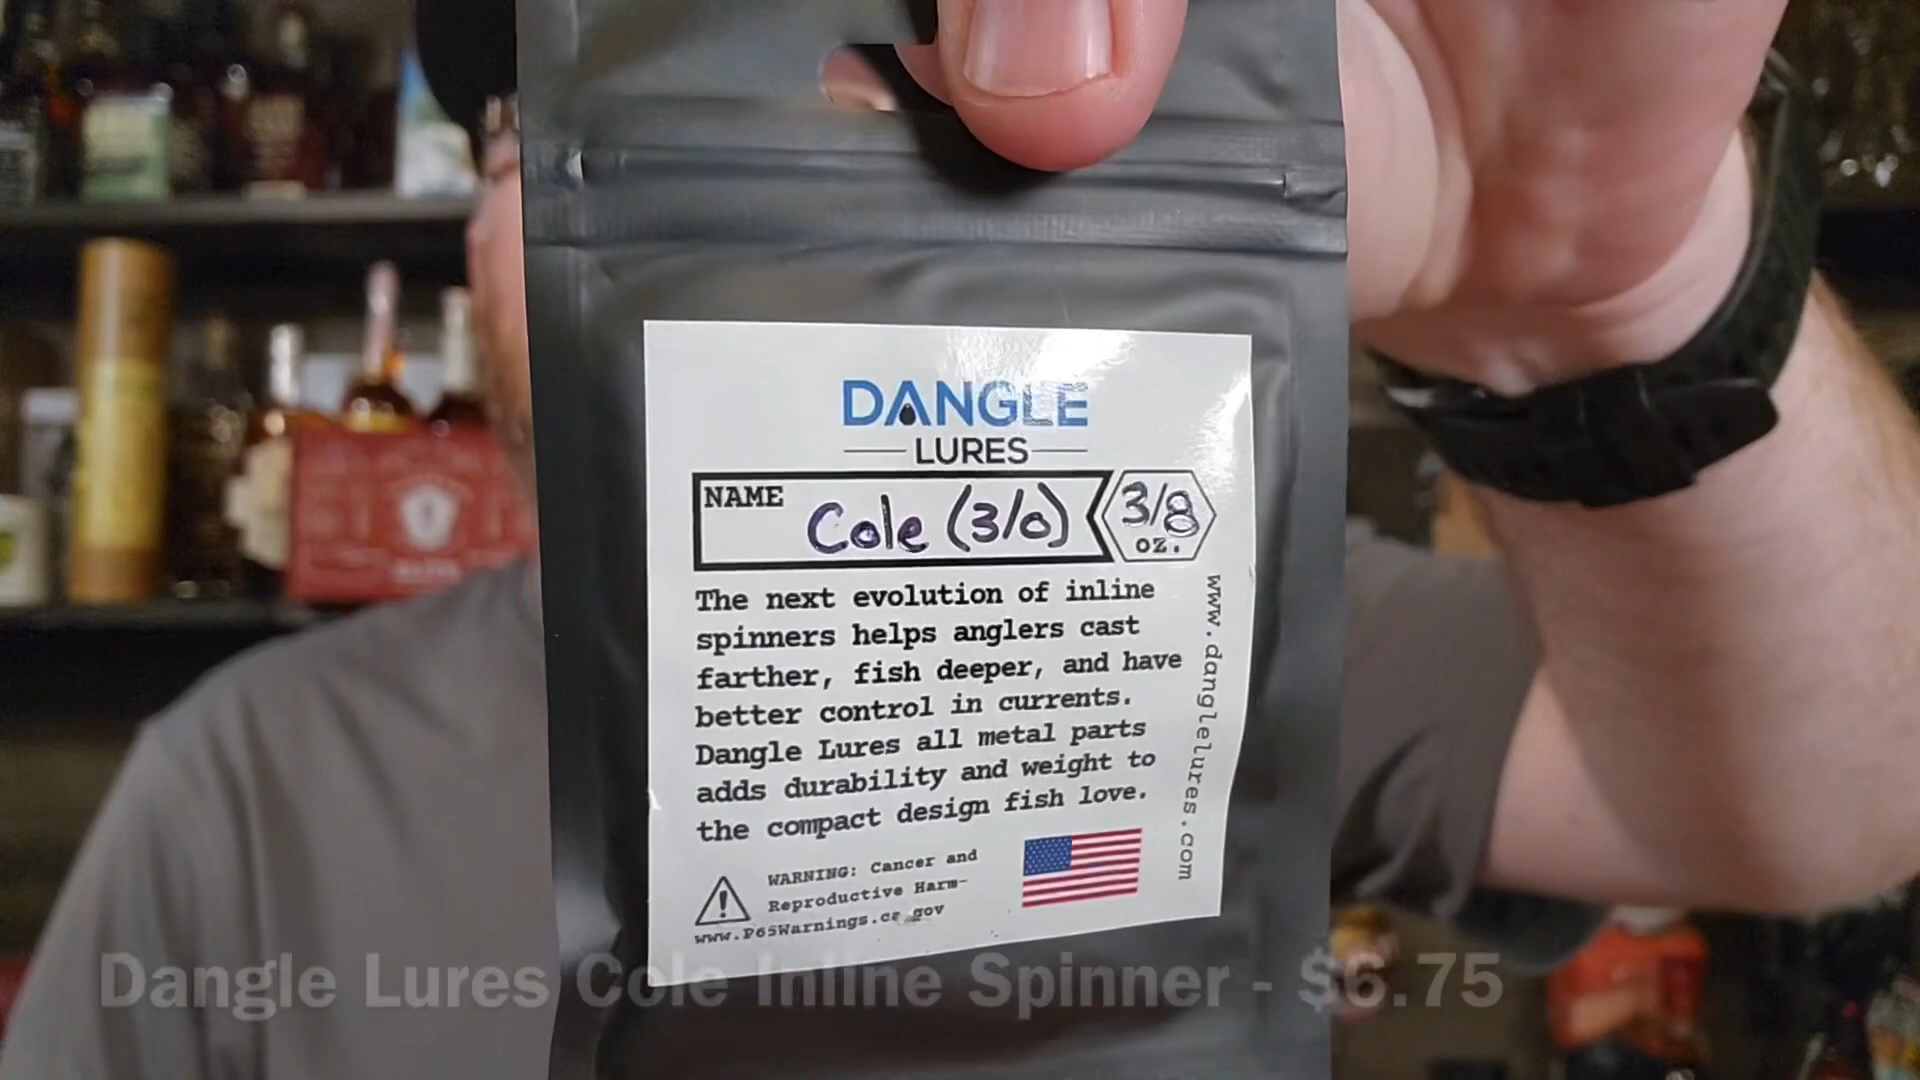 DANGLE
LURES
NAME
Cole (3/0)
3/8
OZ.
The next evolution of inline
spinners helps anglers cast
farther, fish deeper, and have
better control in currents.
Dangle Lures all metal parts
adds durability and weight to
the compact design fish love.
www.danglelures.com
WARNING: Cancer and
Reproductive Harm-
www.P65Warnings.ca.gov
Dangle Lures Cole Inline Spinner - $6.75